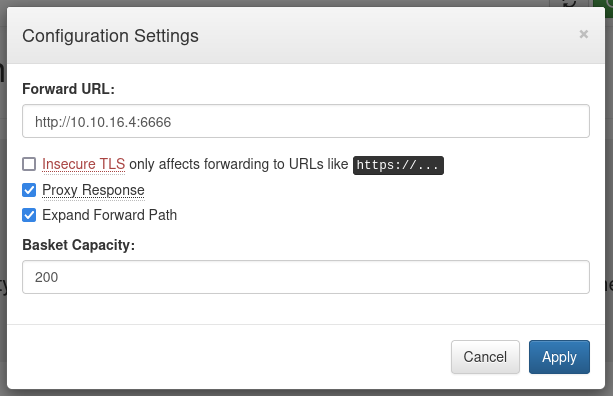 Configuration Settings ×
Forward URL:
http://10.10.16.4:6666
Insecure TLS only affects forwarding to URLs like https://...
Proxy Response
Expand Forward Path
Basket Capacity:
200
Cancel Apply